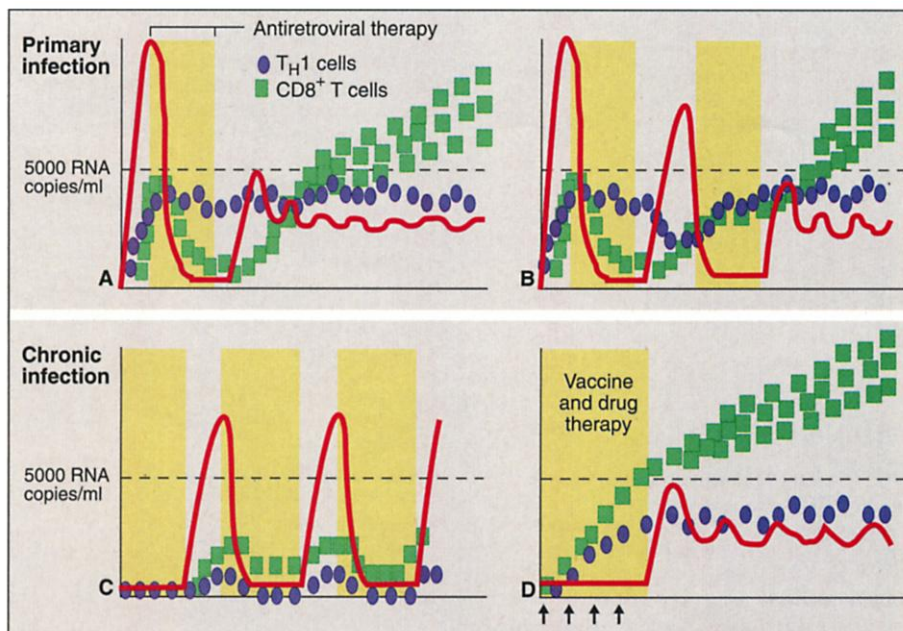 Antiretroviral therapy
Primary
infection
TH1 cells
CD8+ T cells
5000 RNA
copies/ml
A
B
Chronic
infection
Vaccine
and drug
therapy
5000 RNA
copies/ml
C
D